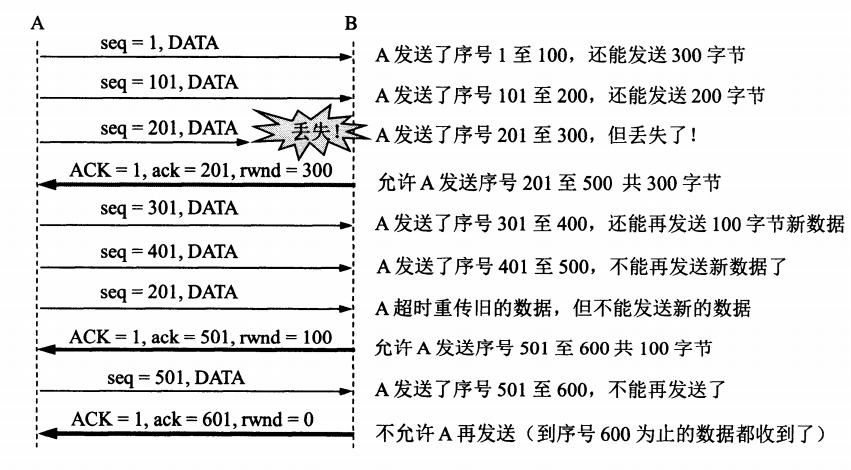 A B
seq = 1, DATA A 发送了序号 1 至 100，还能发送 300 字节
seq = 101, DATA A 发送了序号 101 至 200，还能发送 200 字节
seq = 201, DATA 丢失! A 发送了序号 201 至 300，但丢失了！
ACK = 1, ack = 201, rwnd = 300 允许 A 发送序号 201 至 500 共 300 字节
seq = 301, DATA A 发送了序号 301 至 400，还能再发送 100 字节新数据
seq = 401, DATA A 发送了序号 401 至 500，不能再发送新数据了
seq = 201, DATA A 超时重传旧的数据，但不能发送新的数据
ACK = 1, ack = 501, rwnd = 100 允许 A 发送序号 501 至 600 共 100 字节
seq = 501, DATA A 发送了序号 501 至 600，不能再发送了
ACK = 1, ack = 601, rwnd = 0 不允许 A 再发送（到序号 600 为止的数据都收到了）